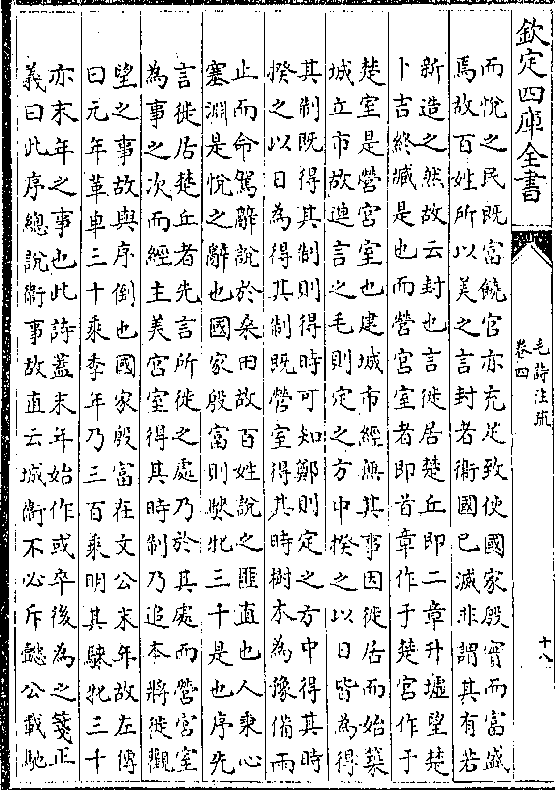 欽定四庫全書
毛詩注疏
卷四
十八
而悅之民既富饒官亦充足致使國家殷實而富盛
焉故百姓所以美之言封者衛國已滅非謂其有若
新造之然故云封也言徙居楚丘即二章升墟望楚
卜吉終臧是也而營宮室者即首章作于楚宮作于
楚室是營宮室也建城市經無其事因徙居而始築
城立市故連言之毛則定之方中揆之以日皆為得
其制既得其制則得時可知鄭則定之方中得其時
揆之以日為得其制既營室得其時樹木為豫備雨
止而命駕辭說於桑田故百姓說之匪直也人秉心
塞淵是悅之辭也國家殷富則騋牝三千是也序先
言徙居楚丘者先言所徙之處乃於其處而營宮室
為事之次而經主美宮室得其時制乃追本將徙觀
望之事故與序倒也國家殷富在文公末年故左傳
曰元年革車三十乘季年乃三百乘明其騋牝三千
亦末年之事也此詩蓋末年始作或卒後為之箋正
義曰此序總說衛事故直云城衛不必斥懿公載馳